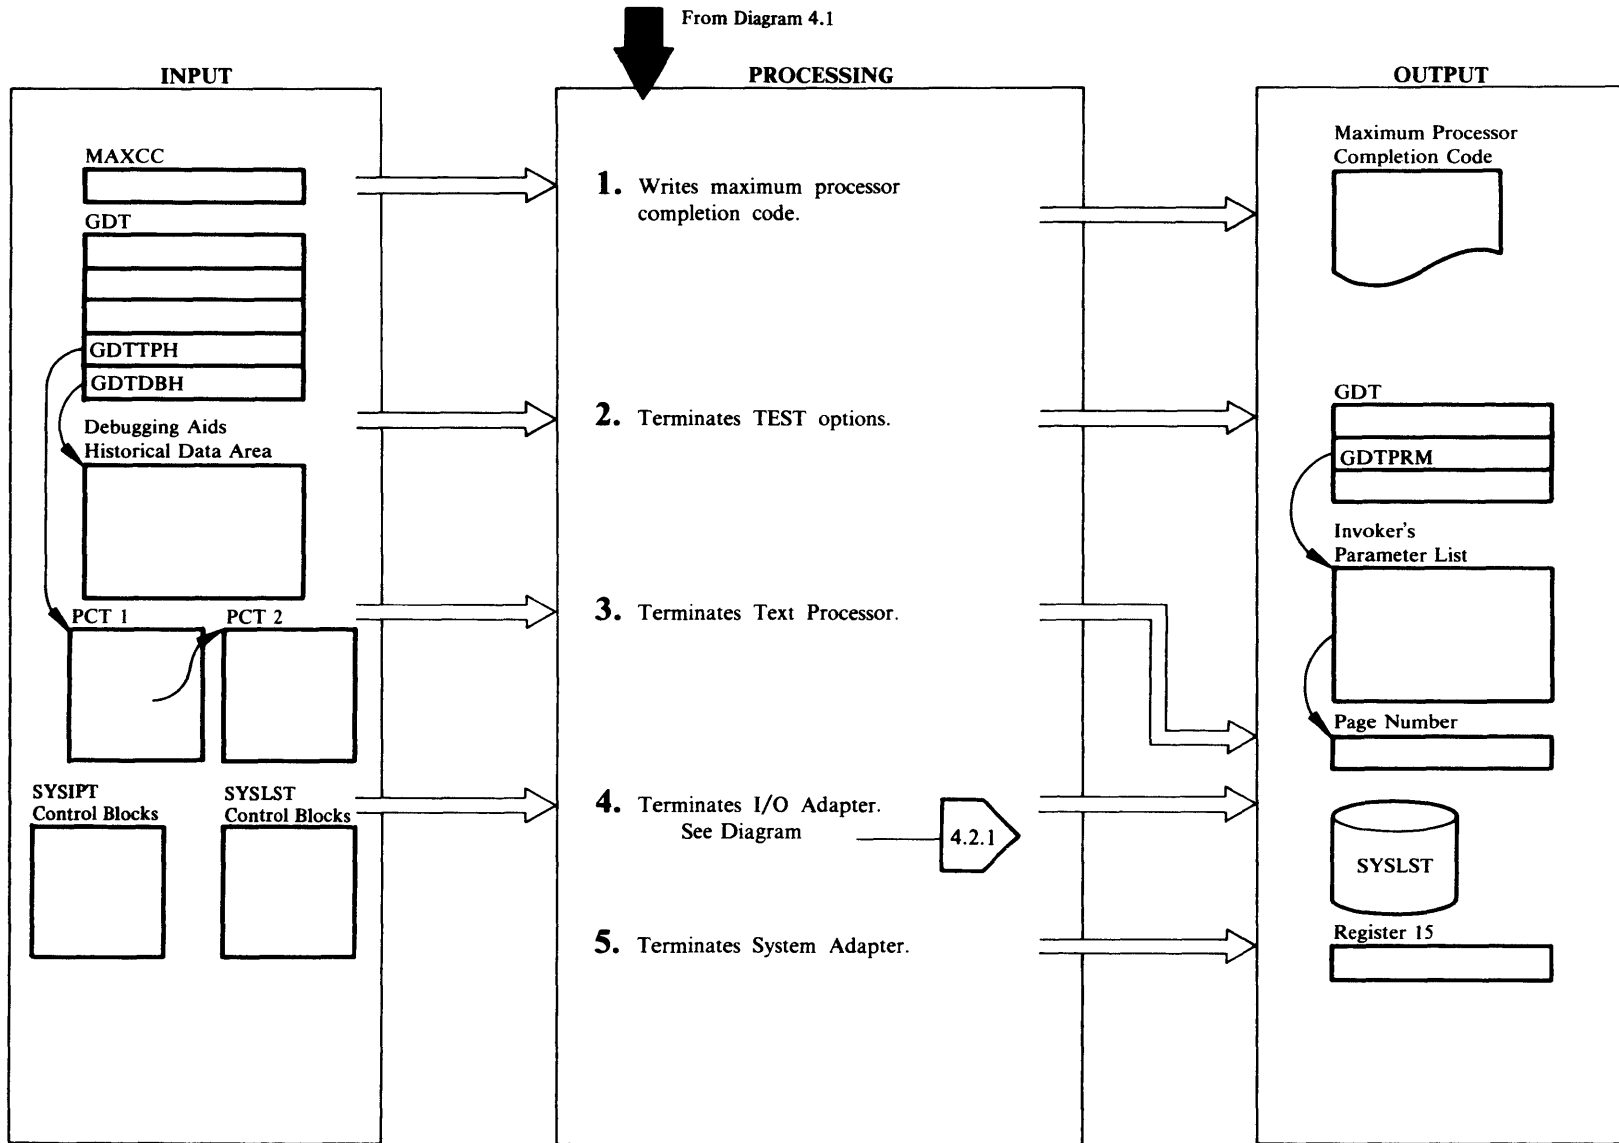 From Diagram 4.1
INPUT
PROCESSING
OUTPUT
MAXCC
GDT
GDTTPH
GDTDBH
Debugging Aids
Historical Data Area
PCT 1
PCT 2
SYSIPT
Control Blocks
SYSLST
Control Blocks
1. Writes maximum processor
completion code.
2. Terminates TEST options.
3. Terminates Text Processor.
4. Terminates I/O Adapter.
See Diagram
4.2.1
5. Terminates System Adapter.
Maximum Processor
Completion Code
GDT
GDTPRM
Invoker's
Parameter List
Page Number
SYSLST
Register 15